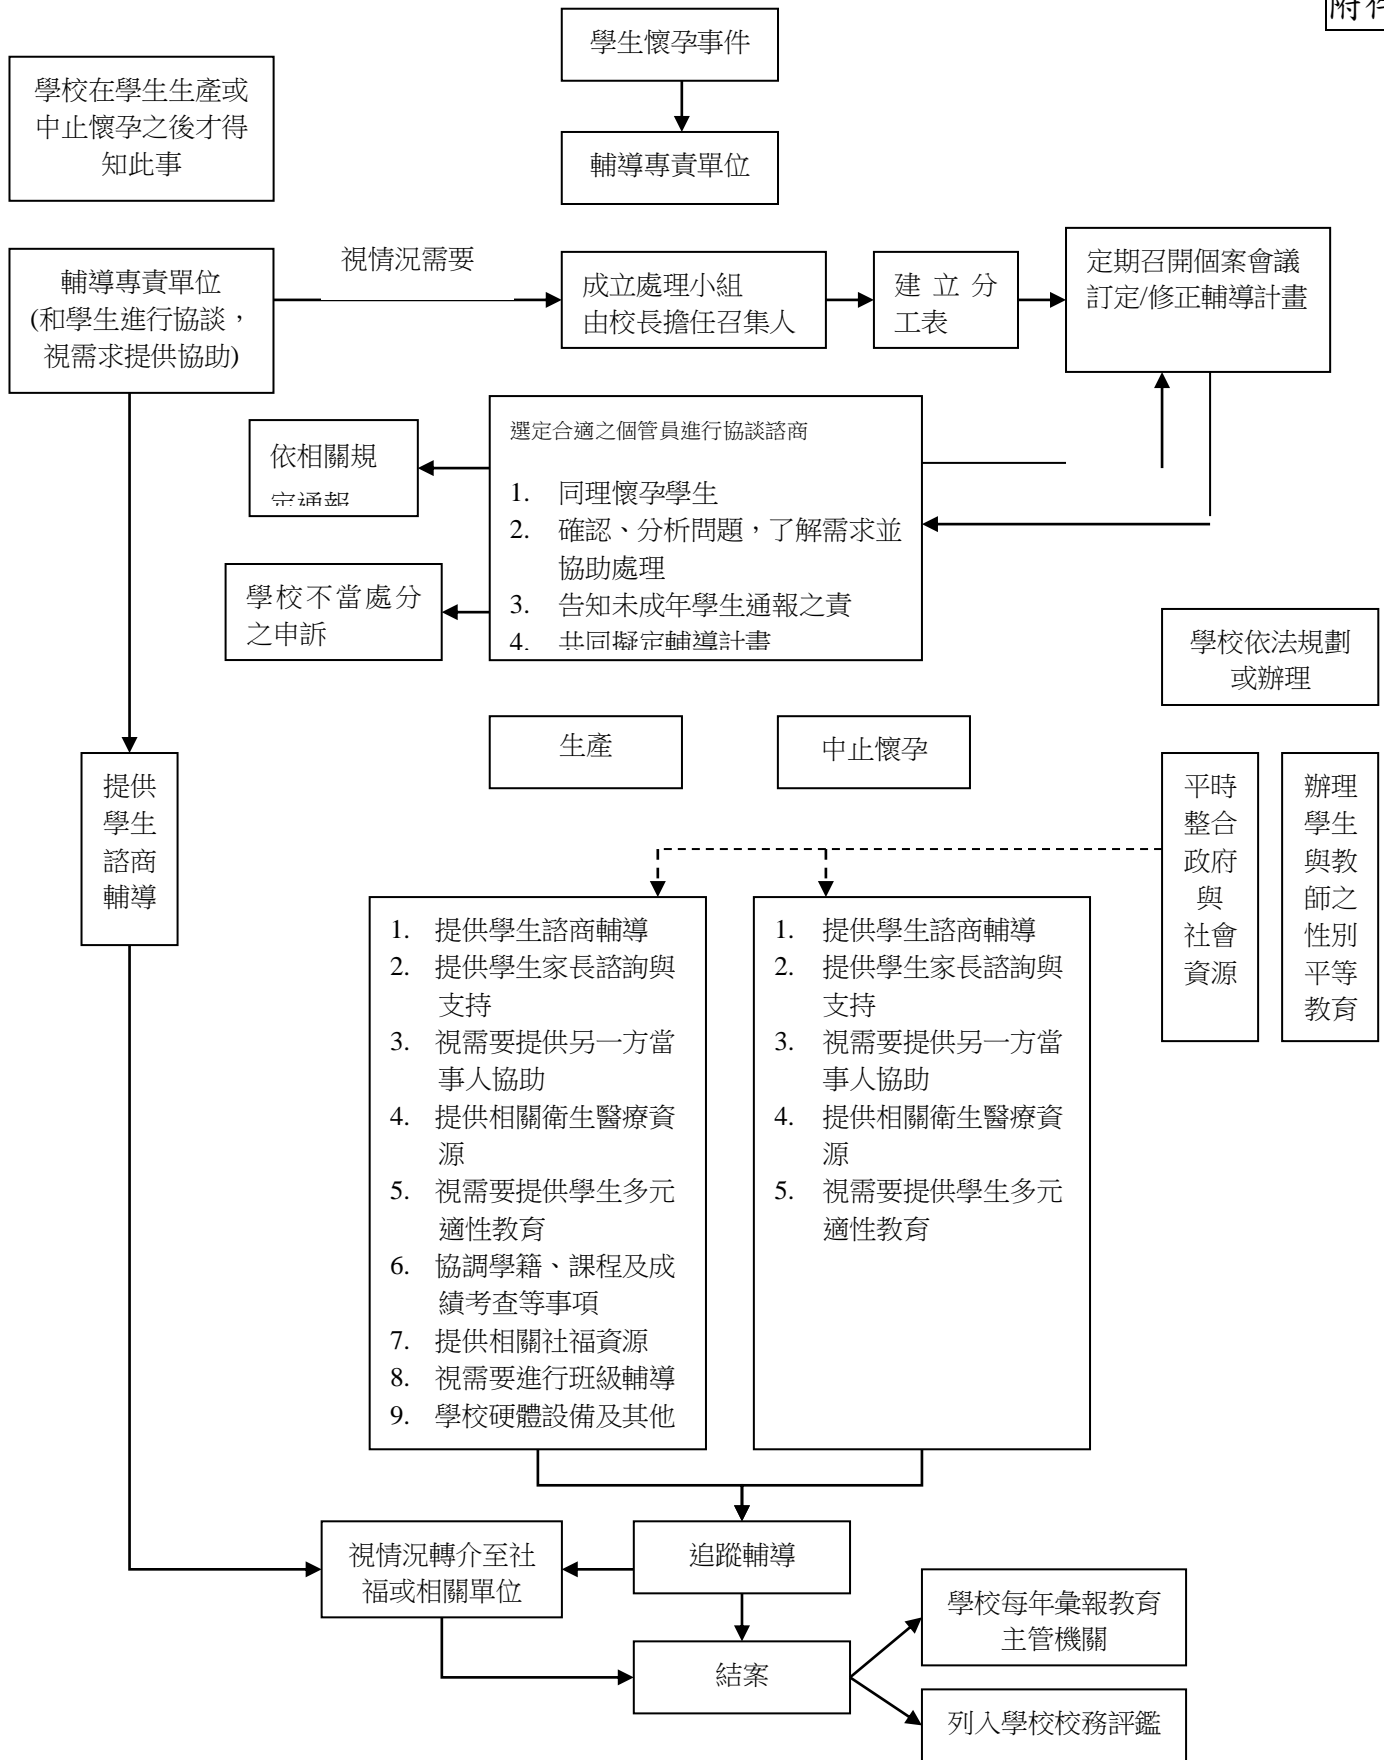 附件
學生懷孕事件
學校在學生生產或
中止懷孕之後才得
知此事
輔導專責單位
輔導專責單位
(和學生進行協談，
視需求提供協助)
視情況需要
成立處理小組
由校長擔任召集人
建立分
工表
定期召開個案會議
訂定/修正輔導計畫
依相關規
定通報
選定合適之個管員進行協談諮商
1. 同理懷孕學生
2. 確認、分析問題，了解需求並
協助處理
3. 告知未成年學生通報之責
4. 共同擬定輔導計畫
學校不當處分
之申訴
學校依法規劃
或辦理
生產
中止懷孕
提供
學生
諮商
輔導
平時
整合
政府
與
社會
資源
辦理
學生
與教
師之
性別
平等
教育
1. 提供學生諮商輔導
2. 提供學生家長諮詢與
支持
3. 視需要提供另一方當
事人協助
4. 提供相關衛生醫療資
源
5. 視需要提供學生多元
適性教育
6. 協調學籍、課程及成
績考查等事項
7. 提供相關社福資源
8. 視需要進行班級輔導
9. 學校硬體設備及其他
1. 提供學生諮商輔導
2. 提供學生家長諮詢與
支持
3. 視需要提供另一方當
事人協助
4. 提供相關衛生醫療資
源
5. 視需要提供學生多元
適性教育
視情況轉介至社
福或相關單位
追蹤輔導
學校每年彙報教育
主管機關
結案
列入學校校務評鑑